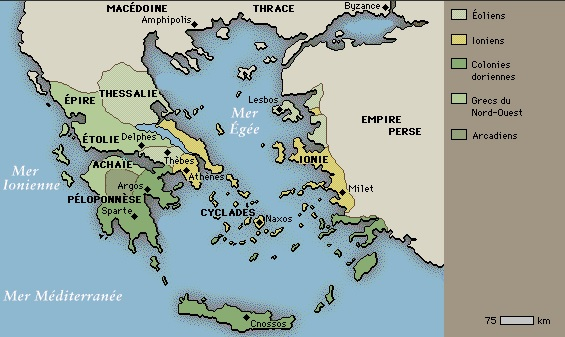 MACÉDOINE
THRACE
Byzance
Amphipolis
THESSALIE
ÉPIRE
Lesbos
Mer
Égée
EMPIRE
PERSE
ÉTOLIE
Delphes
Mer
Ionienne
ACHAIE
Thèbes
IONIE
Athènes
Argos
Milet
PÉLOPONNÈSE
Sparte
CYCLADES
Naxos
Mer Méditerranée
Cnossos
Éoliens
Ioniens
Colonies
doriennes
Grecs du
Nord-Ouest
Arcadiens
75 km